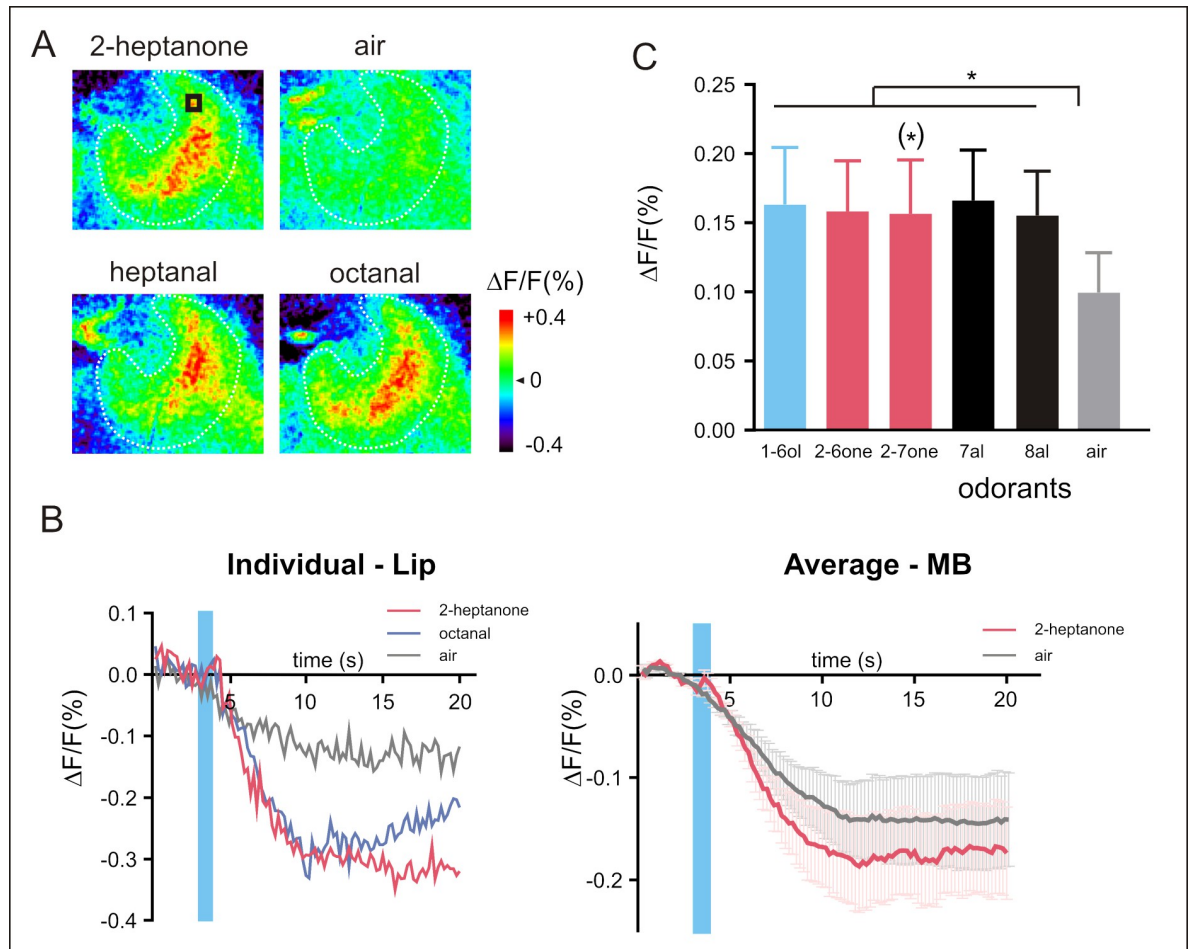 A
2-heptanone
air
heptanal
octanal
ΔF/F(%)
+0.4
0
-0.4
C
ΔF/F(%)
0.25
0.20
0.15
0.10
0.05
0.00
*
(*)
1-6ol 2-6one 2-7one 7al 8al air
odorants
B
Individual - Lip
2-heptanone
octanal
air
time (s)
ΔF/F(%)
0.1
0.0
-0.1
-0.2
-0.3
-0.4
5 10 15 20
Average - MB
2-heptanone
air
time (s)
ΔF/F(%)
0.0
-0.1
-0.2
5 10 15 20